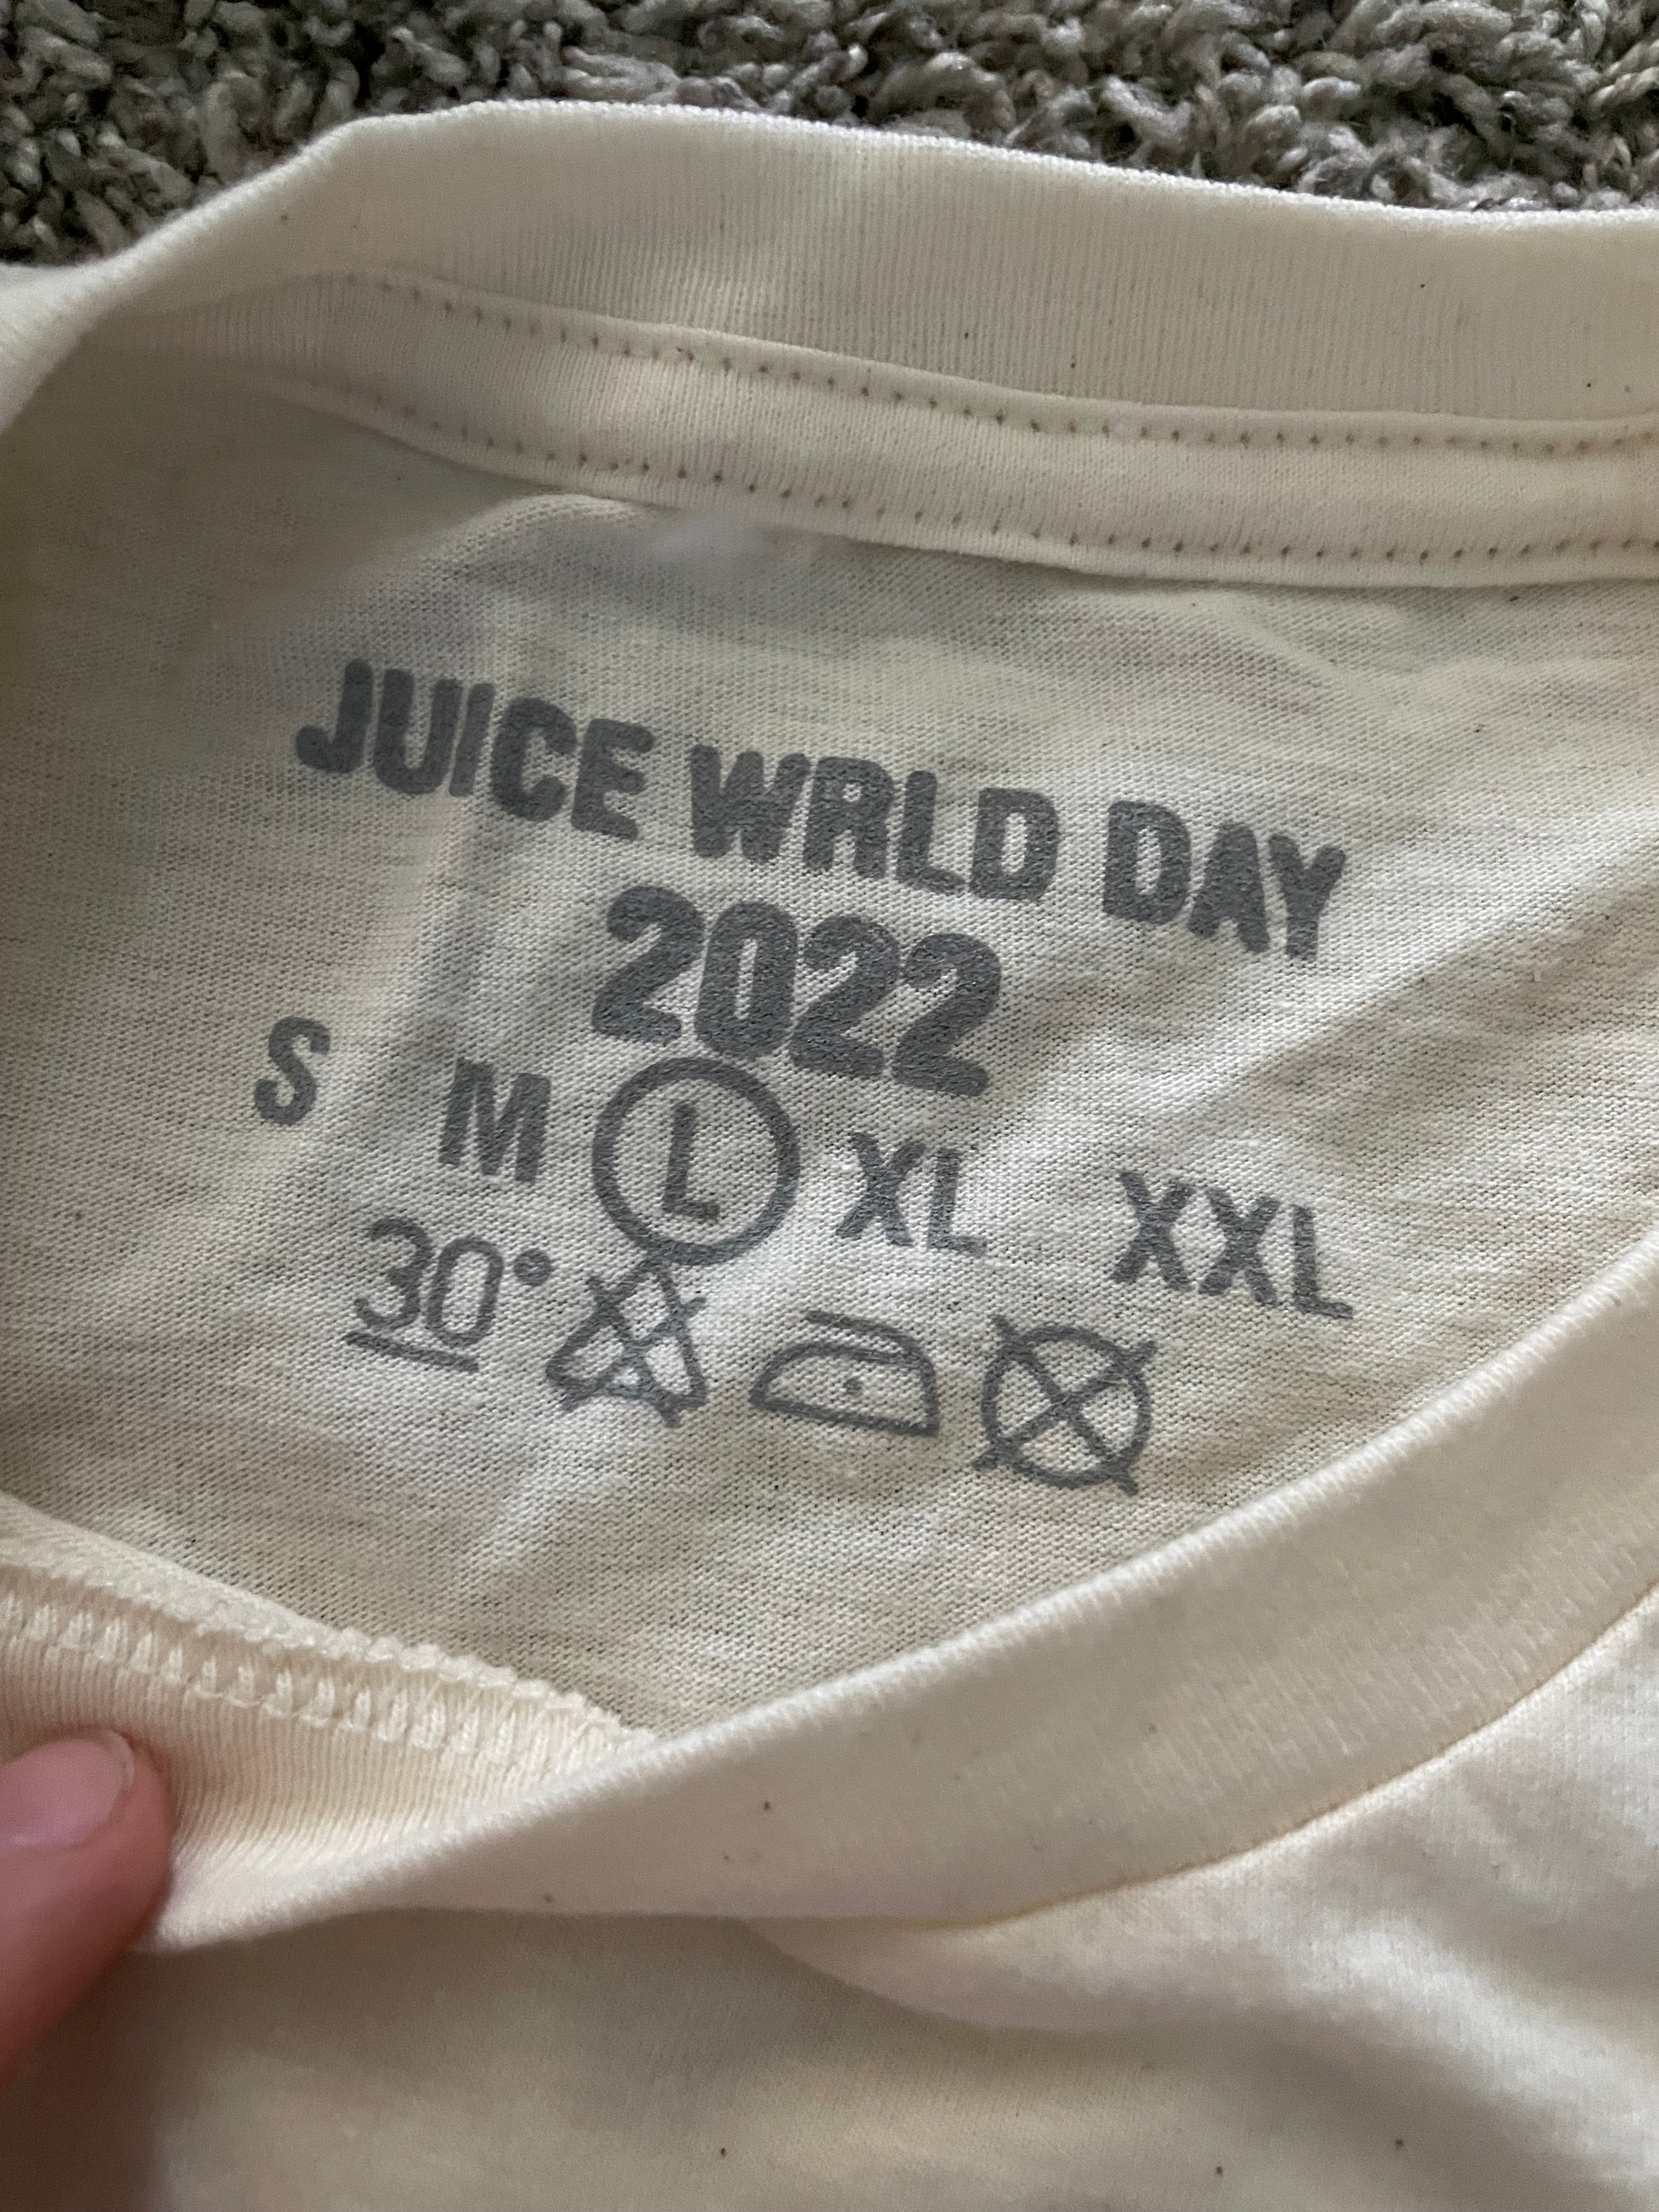 JUICE WRLD DAY
2022
S M L XL XXL
30°